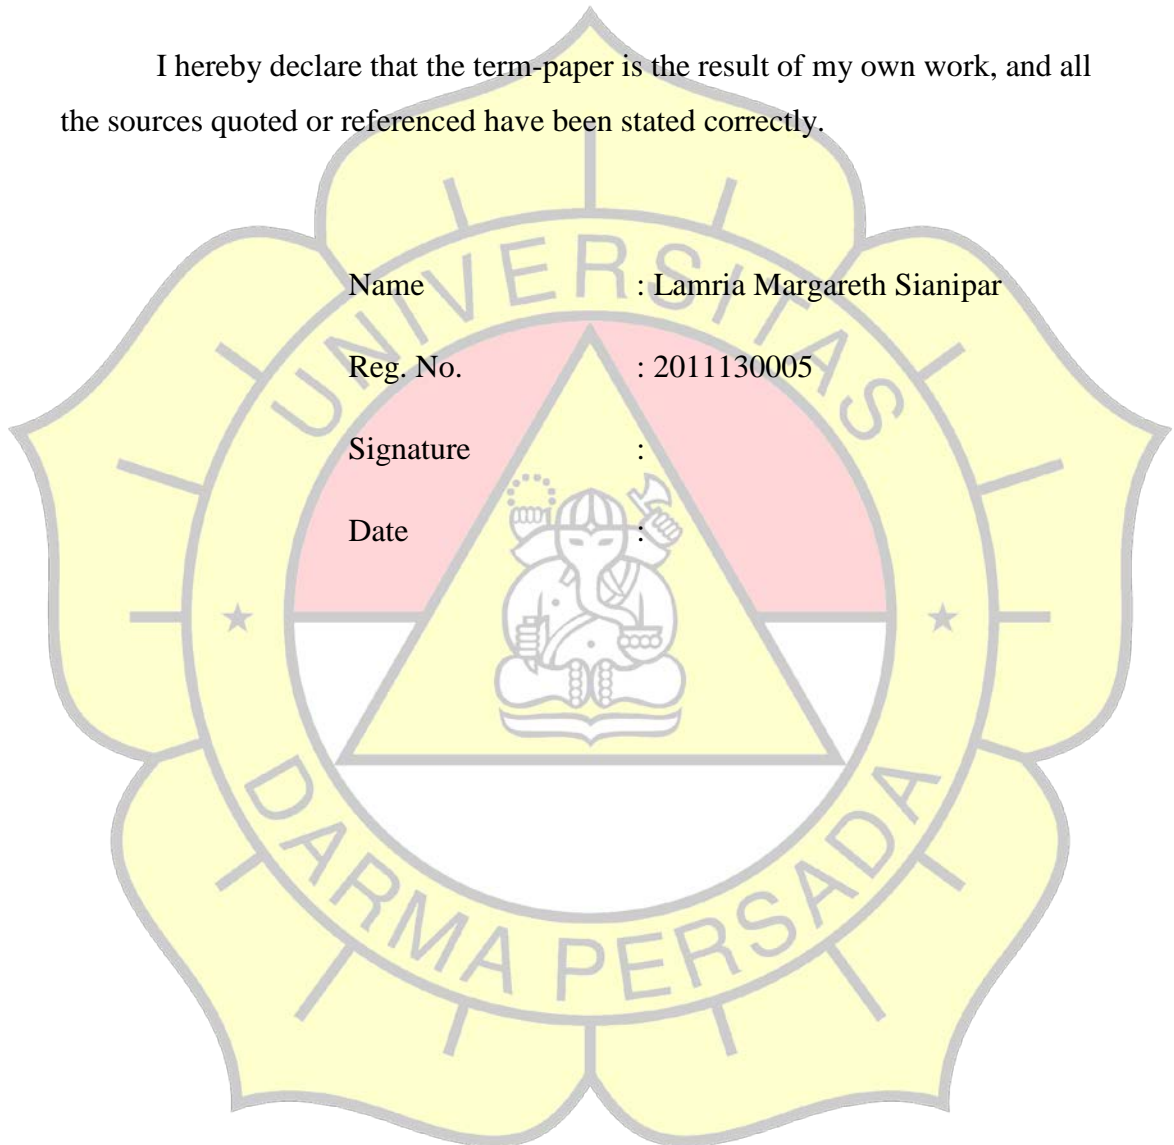 I hereby declare that the term-paper is the result of my own work, and all
the sources quoted or referenced have been stated correctly.
UNIVERSITAS
Name : Lamria Margareth Sianipar
Reg. No. : 2011130005
Signature :
Date :
DARMA PERSADA